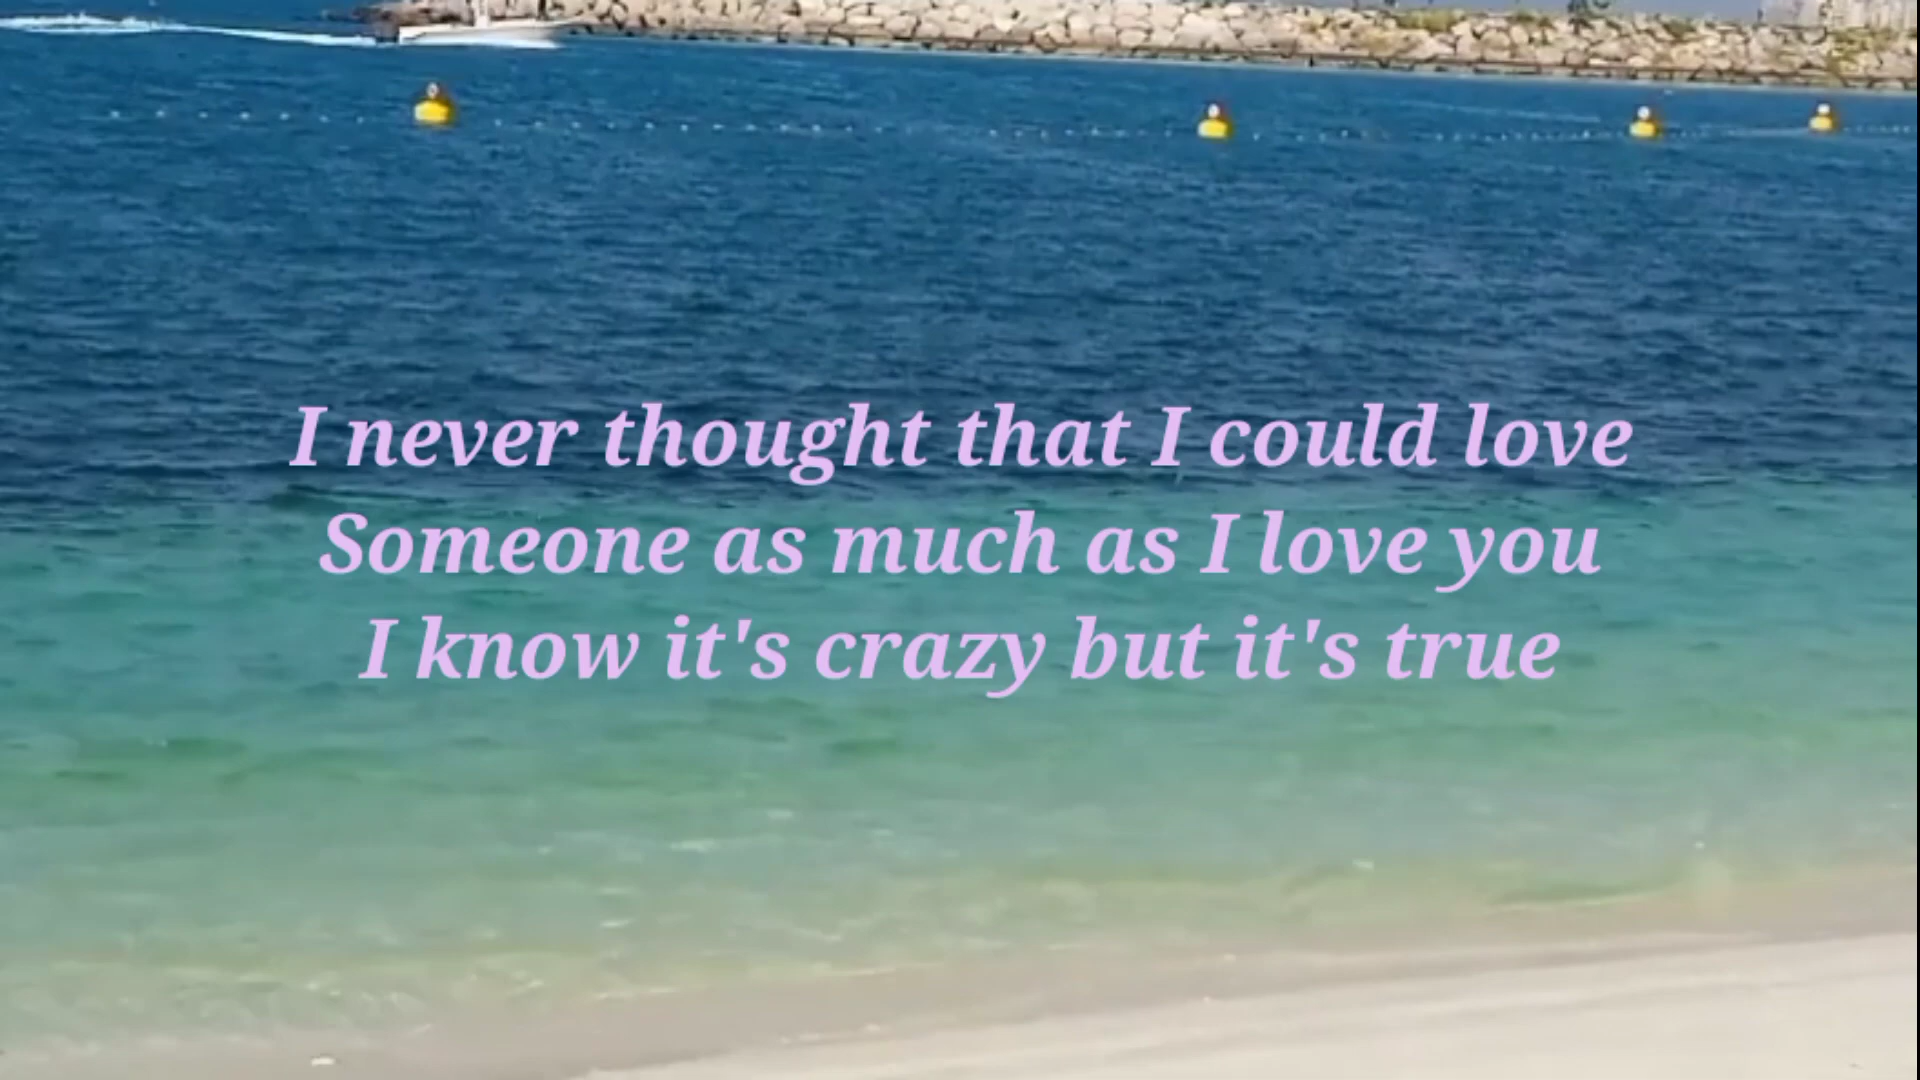 I never thought that I could love
Someone as much as I love you
I know it's crazy but it's true